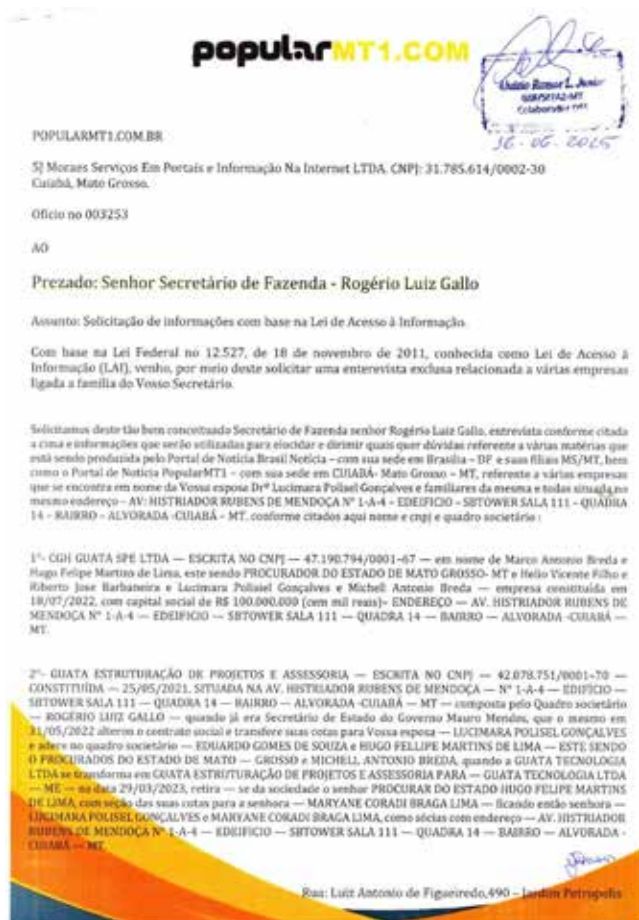 popularMT1.COM
16-06-2025
POPULARMT1.COM.BR
SJ Moraes Serviços Em Portais e Informação Na Internet LTDA. CNPJ: 31.785.614/0002-30
Cuiabá, Mato Grosso.
Ofício no 003253
AO
Prezado: Senhor Secretário de Fazenda - Rogério Luiz Gallo
Assunto: Solicitação de informações com base na Lei de Acesso à Informação.
Com base na Lei Federal no 12.527, de 18 de novembro de 2011, conhecida como Lei de Acesso à
Informação (LAI), venho, por meio deste solicitar uma enterevista exclusa relacionada a várias empresas
ligada a família do Vosso Secretário.
Solicitamos deste tão bem conceituado Secretário de Fazenda senhor Rogério Luiz Gallo, entrevista conforme citada
a cima e informações que serão utilizadas para elucidar e dirimir quais quer dúvidas referente a várias matérias que
está sendo produzida pelo Portal de Notícia Brasil Notícia – com sua sede em Brasília – DF e suas filiais MS/MT, bem
como o Portal de Notícia PopularMT1 – com sua sede em CUIABÁ- Mato Grosso – MT, referente a várias empresas
que se encontra em nome da Vossa esposa Drª Lucimara Polisel Gonçalves e familiares da mesma e todas situada no
mesmo endereço - AV: HISTRIADOR RUBENS DE MENDOÇA Nº 1-A-4 – EDEIFICIO – SBTOWER SALA 111 – QUADRA
14 - BAIRRO – ALVORADA -CUIABÁ – MT. conforme citados aqui nome e cnpj e quadro societário :
1º- CGH GUATA SPE LTDA — ESCRITA NO CNPJ — 47.190.794/0001-67 — em nome de Marco Antonio Breda e
Hugo Felipe Martins de Lima, este sendo PROCURADOR DO ESTADO DE MATO GROSSO- MT e Helio Vicente Filho e
Riberto Jose Barbaneira e Lucimara Polisiel Gonçalves e Michell Antonio Breda — empresa constituída em
18/07/2022, com capital social de R$ 100.000,000 (cem mil reais)– ENDEREÇO — AV. HISTRIADOR RUBENS DE
MENDOÇA Nº 1-A-4 — EDEIFICIO — SBTOWER SALA 111 — QUADRA 14 — BAIRRO — ALVORADA -CUIABÁ —
MT.
2º- GUATA ESTRUTURAÇÃO DE PROJETOS E ASSESSORIA — ESCRITA NO CNPJ — 42.078.751/0001-70 —
CONSTITUÍDA — 25/05/2021. SITUADA NA AV. HISTRIADOR RUBENS DE MENDOÇA — Nº 1-A-4 — EDIFÍCIO —
SBTOWER SALA 111 — QUADRA 14 — BAIRRO — ALVORADA -CUIABÁ — MT — composta pelo Quadro societário
— ROGÉRIO LUIZ GALLO — quando já era Secretário de Estado do Governo Mauro Mendes, que o mesmo em
31/05/2022 alterou o contrato social e transfere suas cotas para Vossa esposa — LUCIMARA POLISEL GONÇALVES
e adere no quadro societário — EDUARDO GOMES DE SOUZA e HUGO FELLIPE MARTINS DE LIMA — ESTE SENDO
O PROCURADOS DO ESTADO DE MATO — GROSSO e MICHELL ANTONIO BREDA, quando a GUATA TECNOLOGIA
LTDA se transforma em GUATA ESTRUTURAÇÃO DE PROJETOS E ASSESSORIA PARA — GUATA TECNOLOGIA LTDA
— ME — na data 29/03/2023, retira — se da sociedade o senhor PROCURAR DO ESTADO HUGO FELIPE MARTINS
DE LIMA, com seção das suas cotas para a senhora — MARYANE CORADI BRAGA LIMA — ficando então senhora —
LUCIMARA POLISEL GONÇALVES e MARYANE CORADI BRAGA LIMA, como sócias com endereço — AV. HISTRIADOR
RUBENS DE MENDOÇA Nº 1-A-4 — EDEIFICIO — SBTOWER SALA 111 — QUADRA 14 — BAIRRO — ALVORADA -
CUIABÁ — MT.
Rua: Luiz Antonio de Figueiredo,490 – Jardim Petropolis